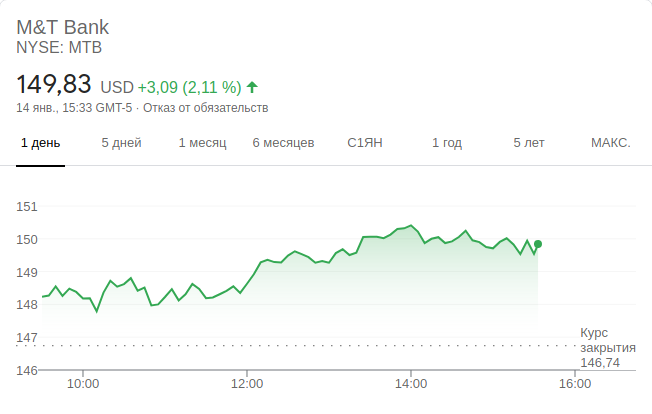 M&T Bank
NYSE: MTB
149,83 USD +3,09 (2,11 %)
14 янв., 15:33 GMT-5 · Отказ от обязательств
1 день 5 дней 1 месяц 6 месяцев С1ЯН 1 год 5 лет МАКС.
151
150
149
148
147
146
Курс
закрытия
146,74
10:00 12:00 14:00 16:00